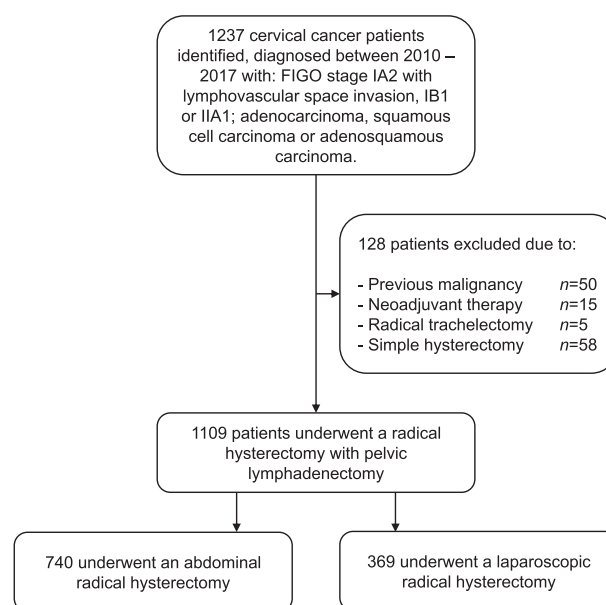 1237 cervical cancer patients
identified, diagnosed between 2010 –
2017 with: FIGO stage IA2 with
lymphovascular space invasion, IB1
or IIA1; adenocarcinoma, squamous
cell carcinoma or adenosquamous
carcinoma.
128 patients excluded due to:
- Previous malignancy n=50
- Neoadjuvant therapy n=15
- Radical trachelectomy n=5
- Simple hysterectomy n=58
1109 patients underwent a radical
hysterectomy with pelvic
lymphadenectomy
740 underwent an abdominal
radical hysterectomy
369 underwent a laparoscopic
radical hysterectomy